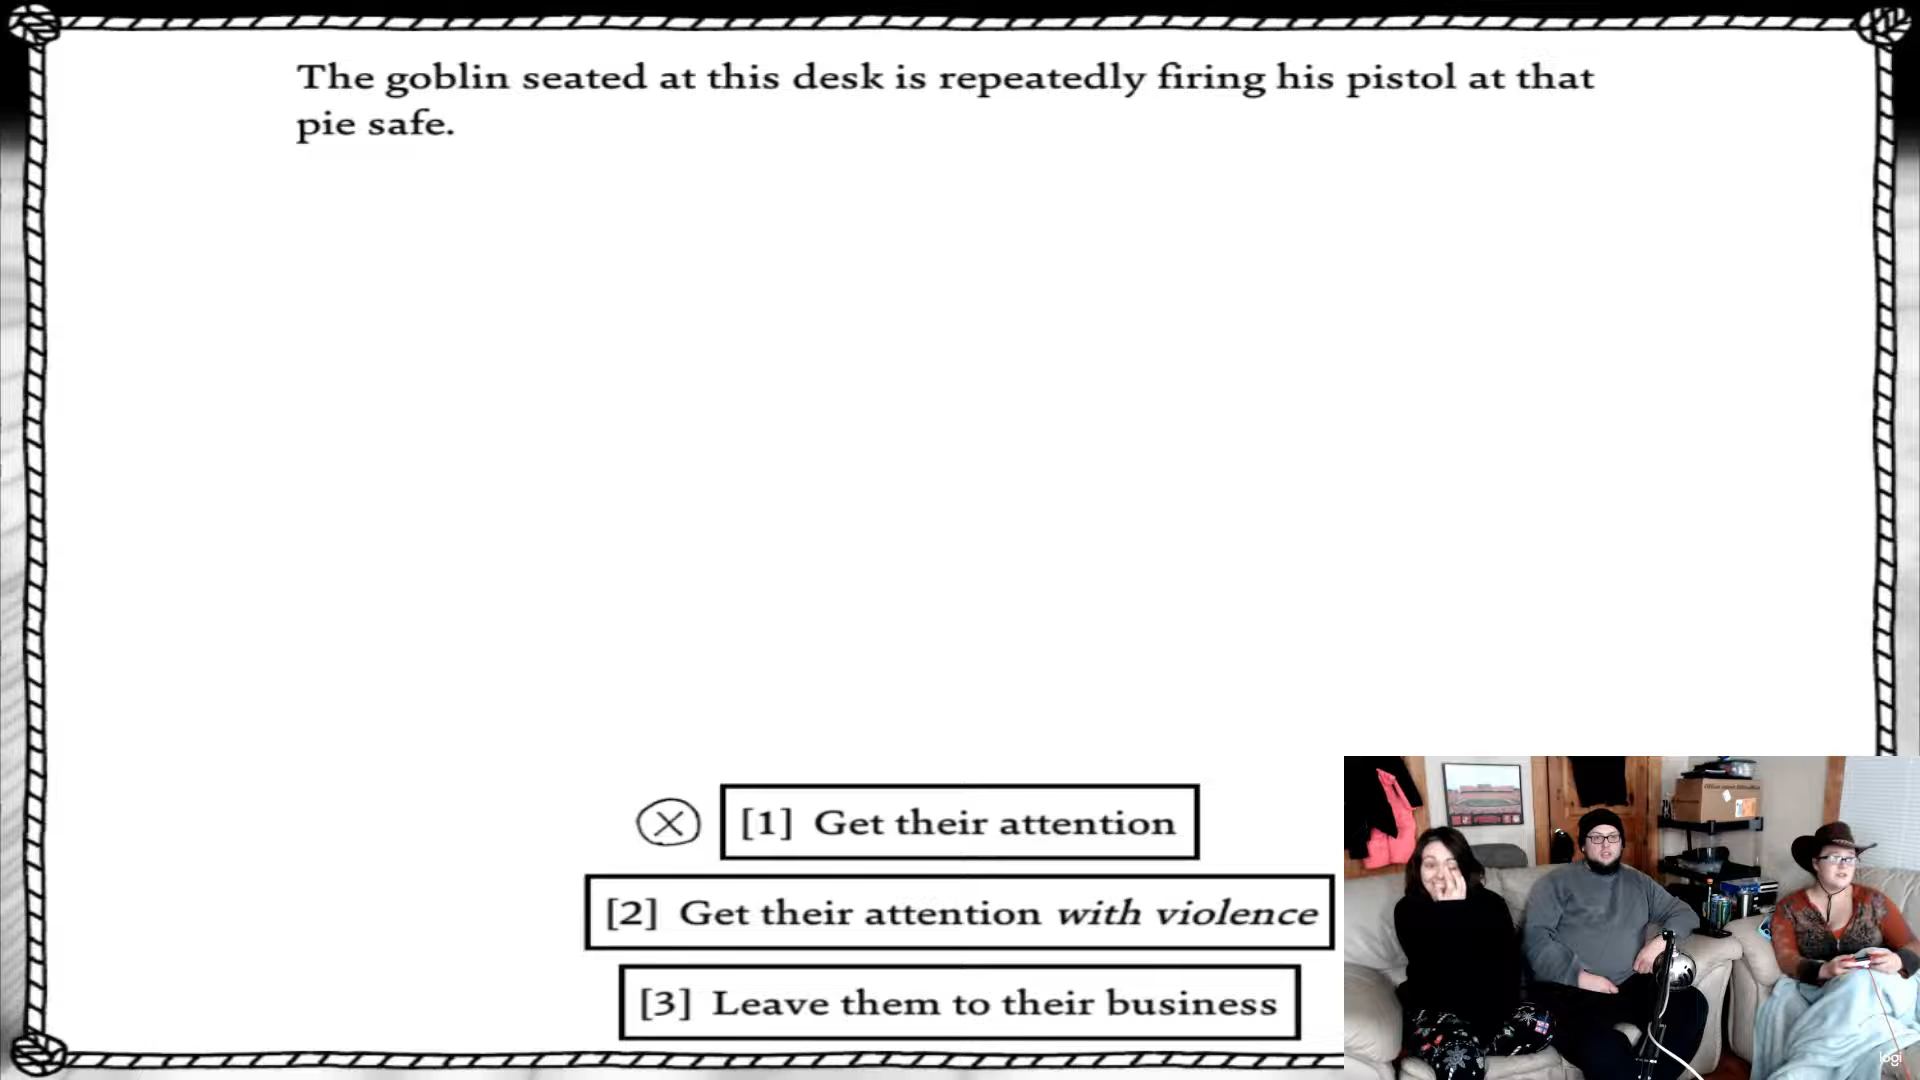 The goblin seated at this desk is repeatedly firing his pistol at that
pie safe.
[1] Get their attention
[2] Get their attention with violence
[3] Leave them to their business
logi